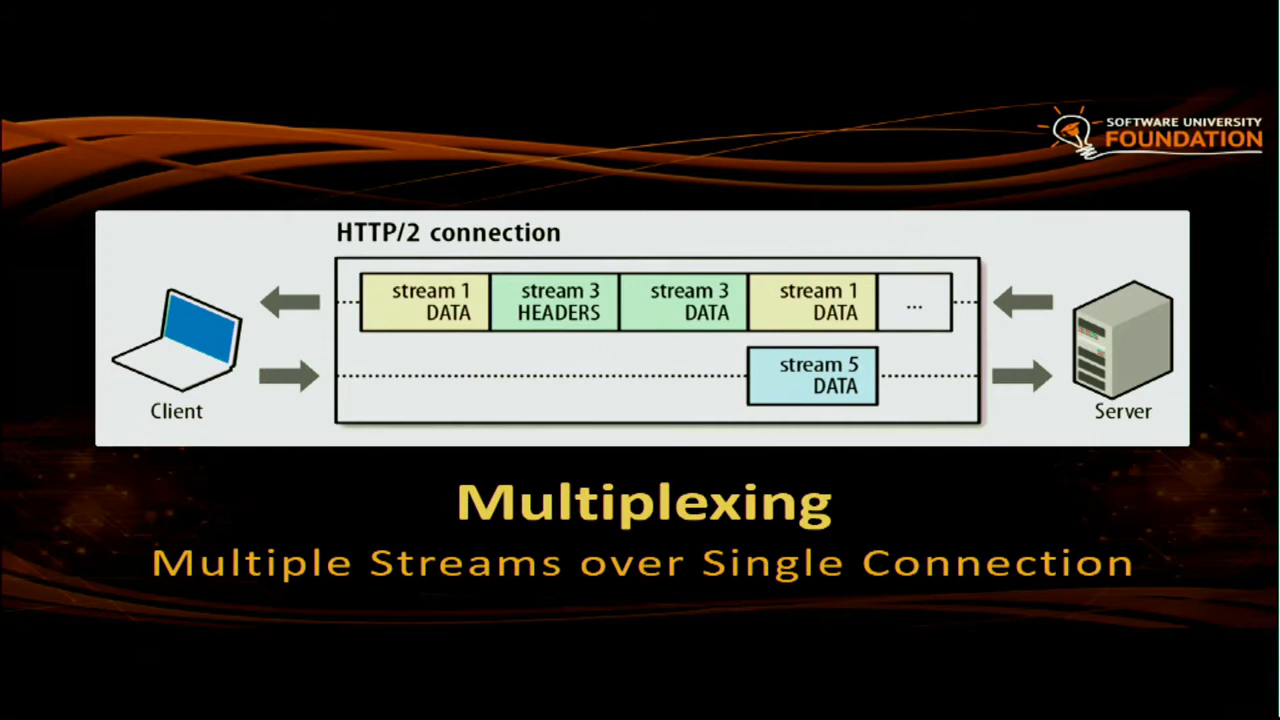 SOFTWARE UNIVERSITY
FOUNDATION
HTTP/2 connection
stream 1
DATA
stream 3
HEADERS
stream 3
DATA
stream 1
DATA
...
stream 5
DATA
Client
Server
Multiplexing
Multiple Streams over Single Connection